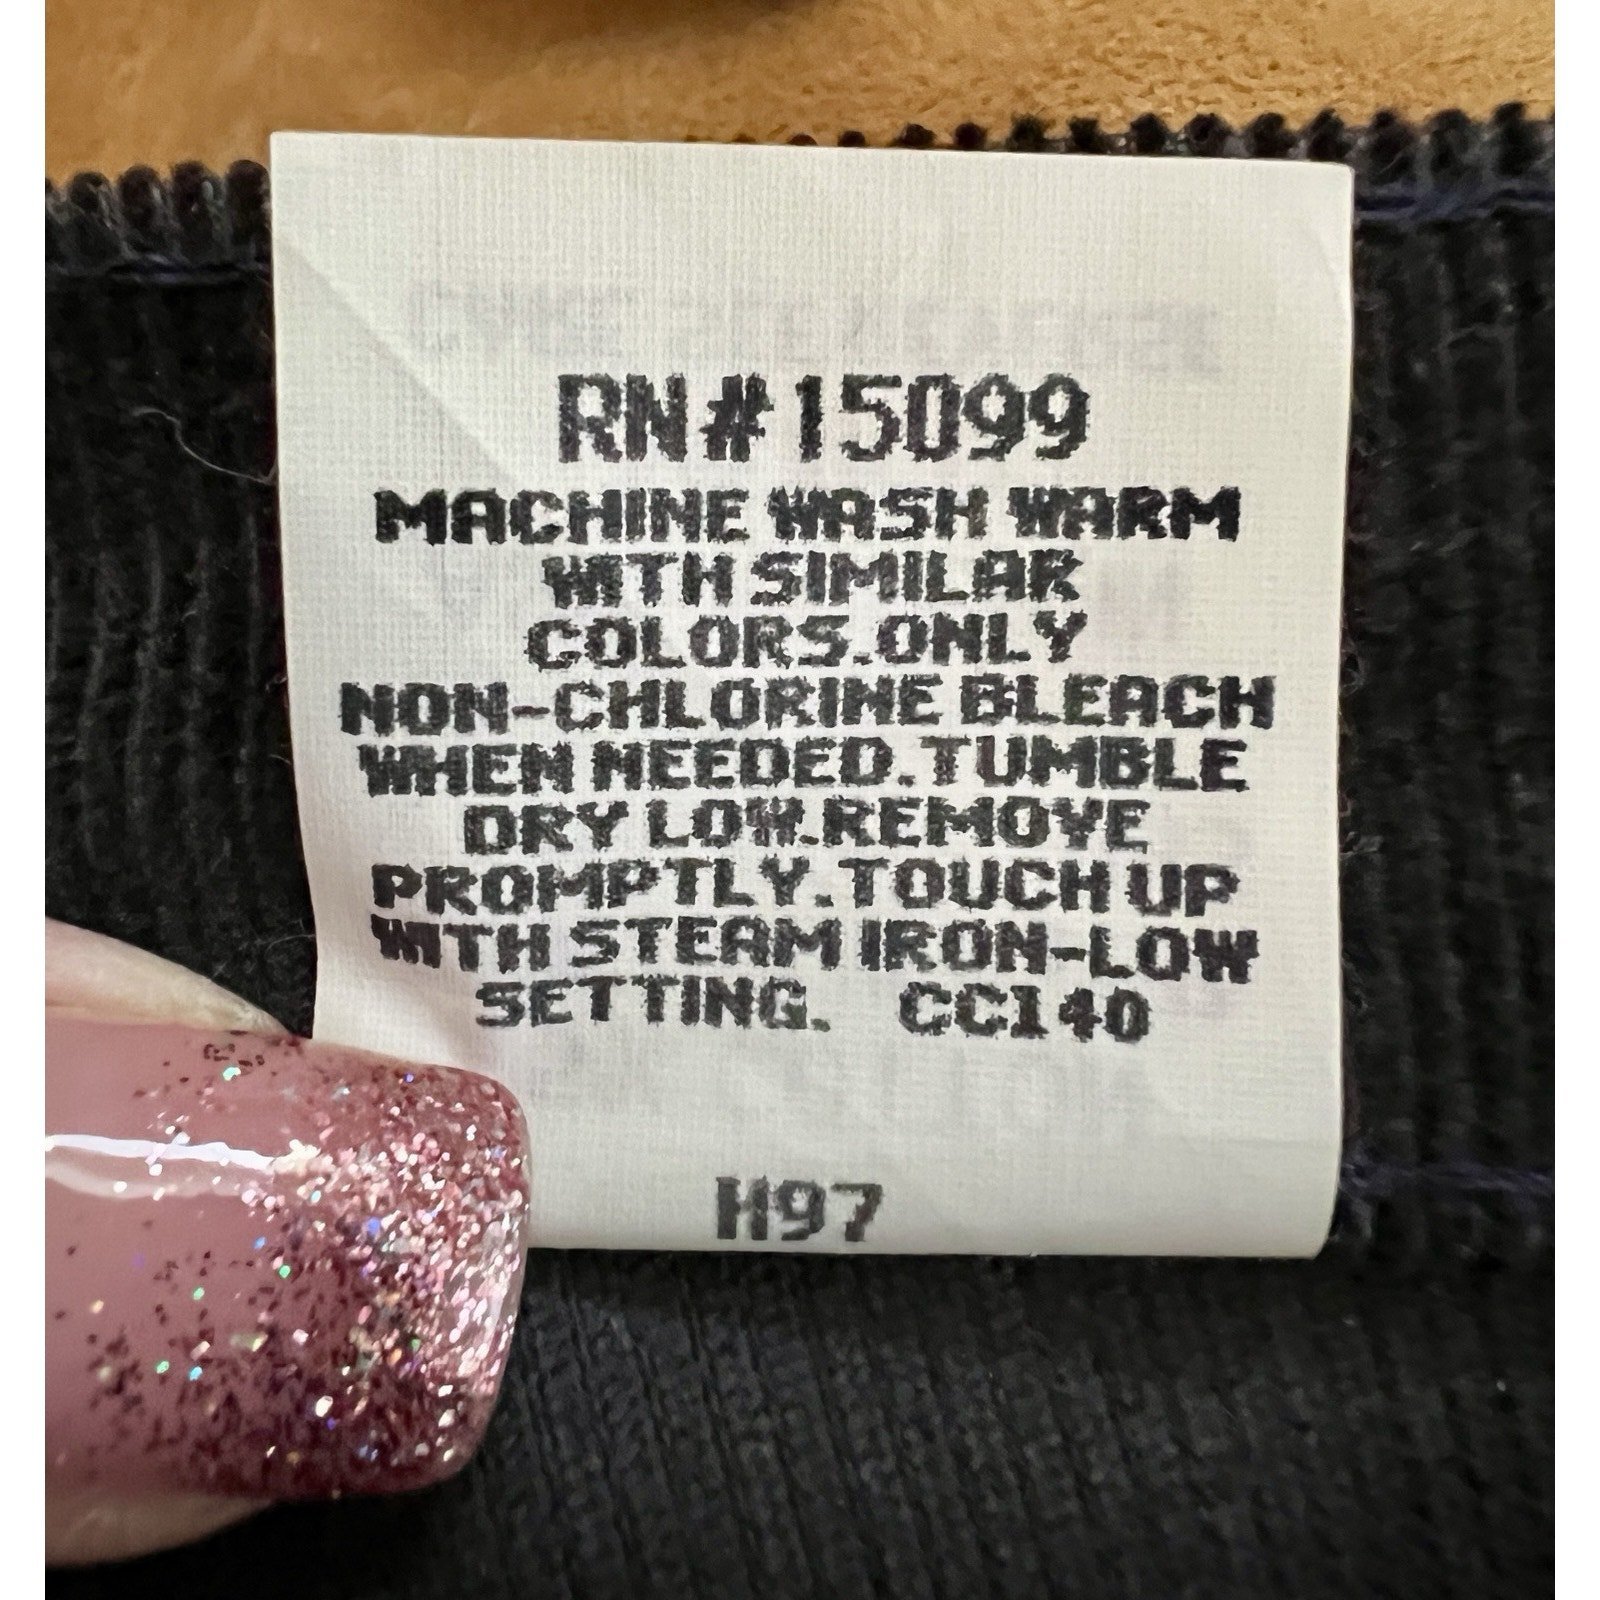 RN#15099
MACHINE WASH WARM
WITH SIMILAR
COLORS.ONLY
NON-CHLORINE BLEACH
WHEN NEEDED.TUMBLE
DRY LOW.REMOVE
PROMPTLY.TOUCH UP
WITH STEAM IRON-LOW
SETTING. CC140
H97